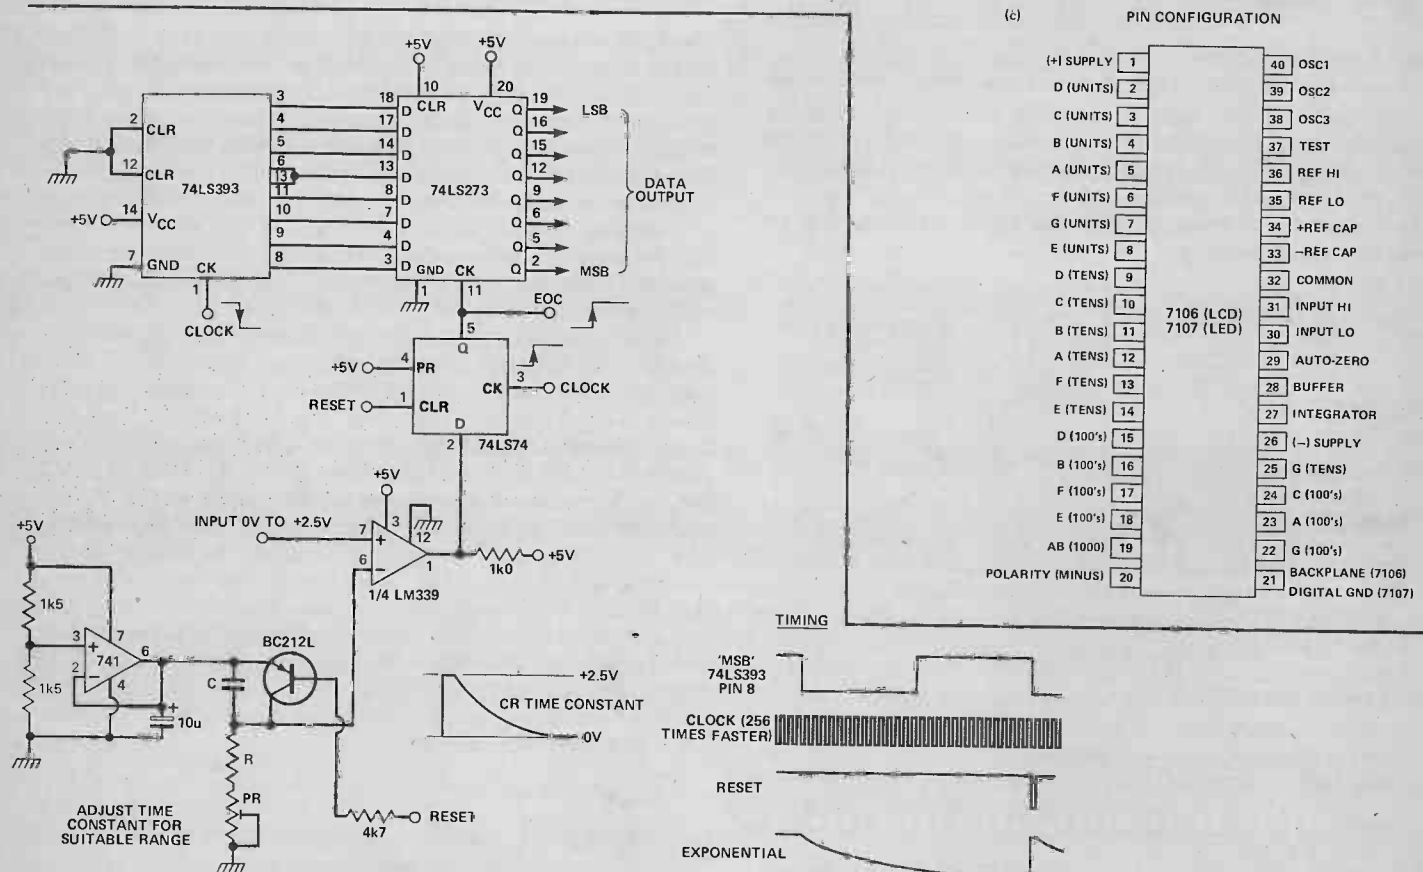 +5V
+5V
10
20
CLR
VCC
2
CLR
12
CLR
14
+5V
VCC
7
GND
CK
1
CLOCK
74LS393
3
4
5
6
13
11
10
9
8
18
D
17
D
14
D
13
D
8
D
7
D
4
D
3
D
74LS273
GND
CK
1
11
Q
19
LSB
Q
16
Q
15
Q
12
Q
9
Q
6
Q
5
Q
2
MSB
DATA
OUTPUT
EOC
5
Q
+5V
4
PR
CK
3
CLOCK
RESET
1
CLR
D
2
74LS74
+5V
INPUT 0V TO +2.5V
7
+
3
12
6
−
1
1k0
+5V
1/4 LM339
+5V
1k5
3
+
7
741
6
2
−
4
1k5
+
10u
C
BC212L
R
PR
ADJUST TIME
CONSTANT FOR
SUITABLE RANGE
4k7
RESET
+2.5V
CR TIME CONSTANT
0V
(c)
PIN CONFIGURATION
(+) SUPPLY 1
D (UNITS) 2
C (UNITS) 3
B (UNITS) 4
A (UNITS) 5
F (UNITS) 6
G (UNITS) 7
E (UNITS) 8
D (TENS) 9
C (TENS) 10
B (TENS) 11
A (TENS) 12
F (TENS) 13
E (TENS) 14
D (100's) 15
B (100's) 16
F (100's) 17
E (100's) 18
AB (1000) 19
POLARITY (MINUS) 20
7106 (LCD)
7107 (LED)
40 OSC1
39 OSC2
38 OSC3
37 TEST
36 REF HI
35 REF LO
34 +REF CAP
33 −REF CAP
32 COMMON
31 INPUT HI
30 INPUT LO
29 AUTO-ZERO
28 BUFFER
27 INTEGRATOR
26 (−) SUPPLY
25 G (TENS)
24 C (100's)
23 A (100's)
22 G (100's)
21 BACKPLANE (7106)
DIGITAL GND (7107)
TIMING
'MSB'
74LS393
PIN 8
CLOCK (256
TIMES FASTER)
RESET
EXPONENTIAL